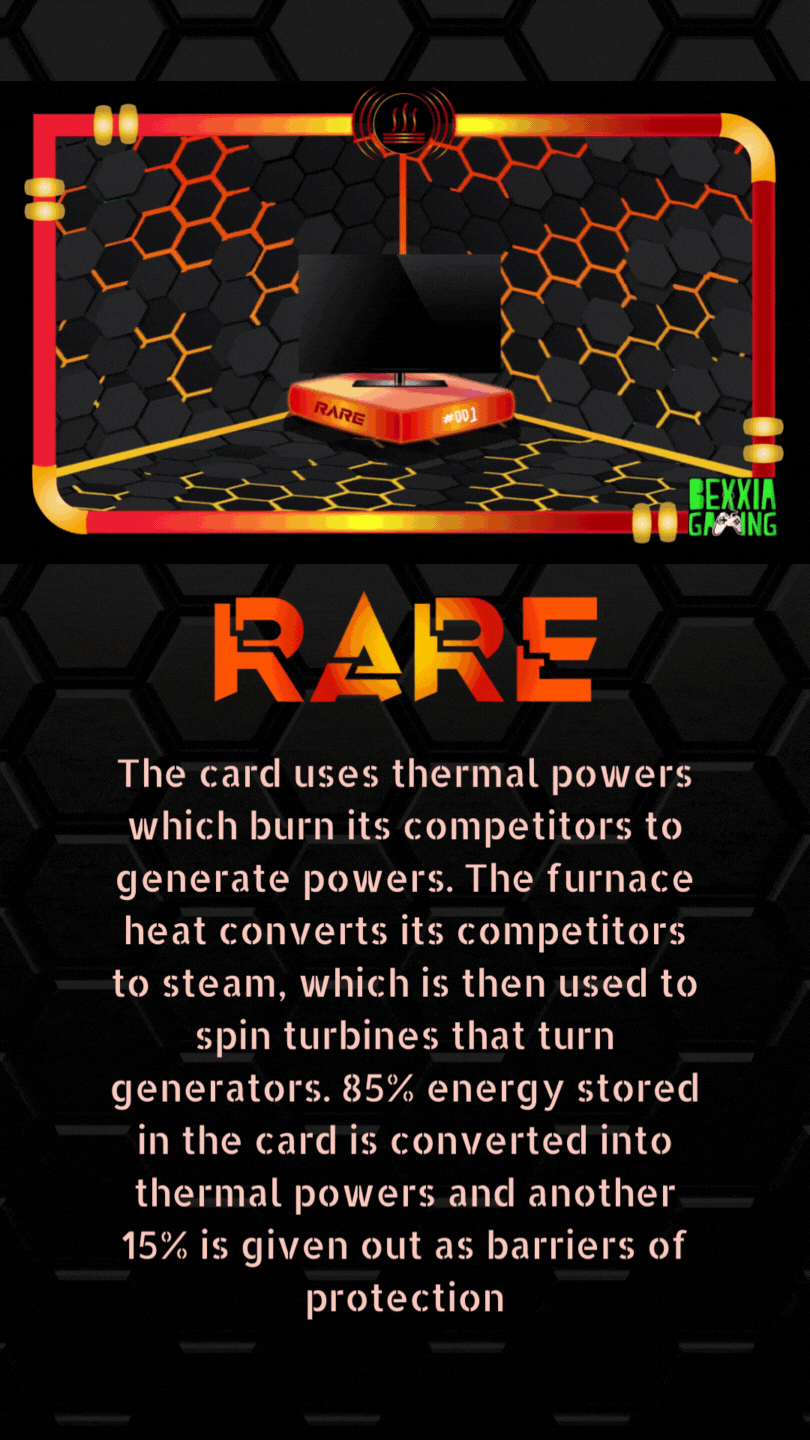 RARE
#001
BEXXIA
GAMING
RARE
The card uses thermal powers
which burn its competitors to
generate powers. The furnace
heat converts its competitors
to steam, which is then used to
spin turbines that turn
generators. 85% energy stored
in the card is converted into
thermal powers and another
15% is given out as barriers of
protection